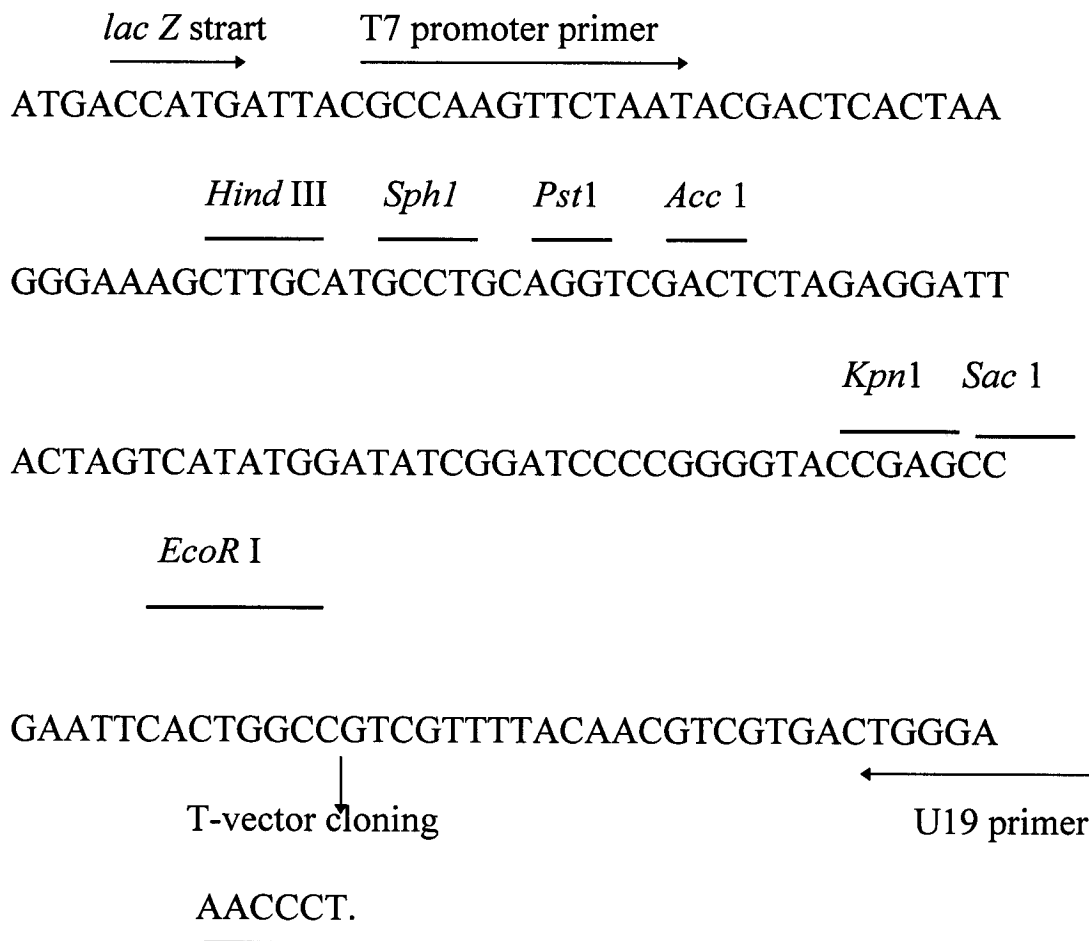 lac Z strart T7 promoter primer
ATGACCATGATTACGCCAAGTTCTAATACGACTCACTAA
Hind III Sph1 Pst1 Acc 1
GGGAAAGCTTGCATGCCTGCAGGTCGACTCTAGAGGATT
Kpn1 Sac 1
ACTAGTCATATGGATATCGGATCCCCGGGGTACCGAGCC
EcoR I
GAATTCACTGGCCGTCGTTTTACAACGTCGTGACTGGGA
T-vector cloning U19 primer
AACCCT.